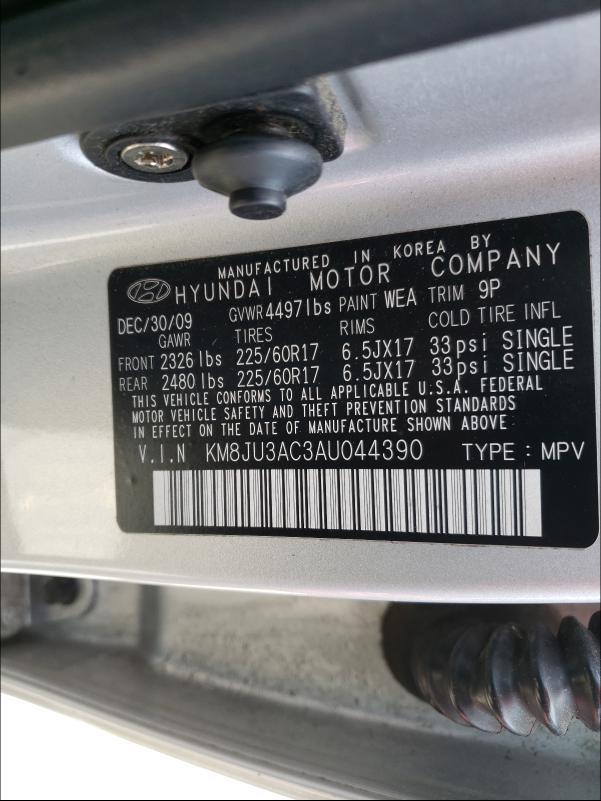 MANUFACTURED IN KOREA BY
HYUNDAI MOTOR COMPANY
DEC/30/09 GVWR 4497lbs PAINT WEA TRIM 9P
GAWR TIRES RIMS COLD TIRE INFL
FRONT 2326 lbs 225/60R17 6.5JX17 33psi SINGLE
REAR 2480 lbs 225/60R17 6.5JX17 33psi SINGLE
THIS VEHICLE CONFORMS TO ALL APPLICABLE U.S.A. FEDERAL
MOTOR VEHICLE SAFETY AND THEFT PREVENTION STANDARDS
IN EFFECT ON THE DATE OF MANUFACTURE SHOWN ABOVE
V.I.N KM8JU3AC3AU044390 TYPE : MPV